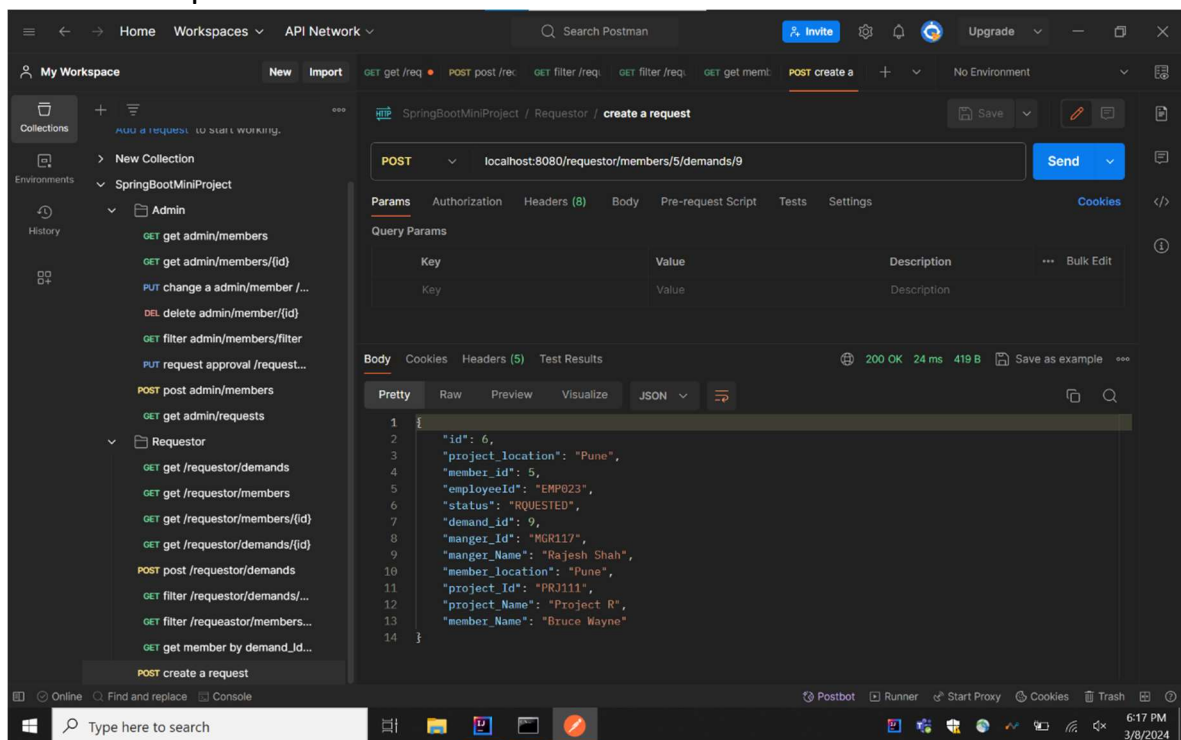 Home Workspaces API Network Search Postman Invite Upgrade
My Workspace New Import GET get /req POST post /rec GET filter /requ GET filter /requ GET get meml POST create a No Environment
Collections
Environments
History
Add a request to start working.
New Collection
SpringBootMiniProject
Admin
GET get admin/members
GET get admin/members/{id}
PUT change a admin/member /...
DEL delete admin/member/{id}
GET filter admin/members/filter
PUT request approval /request...
POST post admin/members
GET get admin/requests
Requestor
GET get /requestor/demands
GET get /requestor/members
GET get /requestor/members/{id}
GET get /requestor/demands/{id}
POST post /requestor/demands
GET filter /requestor/demands/...
GET filter /requeastor/members...
GET get member by demand_Id...
POST create a request
HTTP SpringBootMiniProject / Requestor / create a request Save
POST localhost:8080/requestor/members/5/demands/9 Send
Params Authorization Headers (8) Body Pre-request Script Tests Settings Cookies
Query Params
Key Value Description Bulk Edit
Key Value Description
Body Cookies Headers (5) Test Results 200 OK 24 ms 419 B Save as example
Pretty Raw Preview Visualize JSON
1 {
2 "id": 6,
3 "project_location": "Pune",
4 "member_id": 5,
5 "employeeId": "EMP023",
6 "status": "RQUESTED",
7 "demand_id": 9,
8 "manger_Id": "MGR117",
9 "manger_Name": "Rajesh Shah",
10 "member_location": "Pune",
11 "project_Id": "PRJ111",
12 "project_Name": "Project R",
13 "member_Name": "Bruce Wayne"
14 }
Online Find and replace Console Postbot Runner Start Proxy Cookies Trash
Type here to search 6:17 PM
3/8/2024